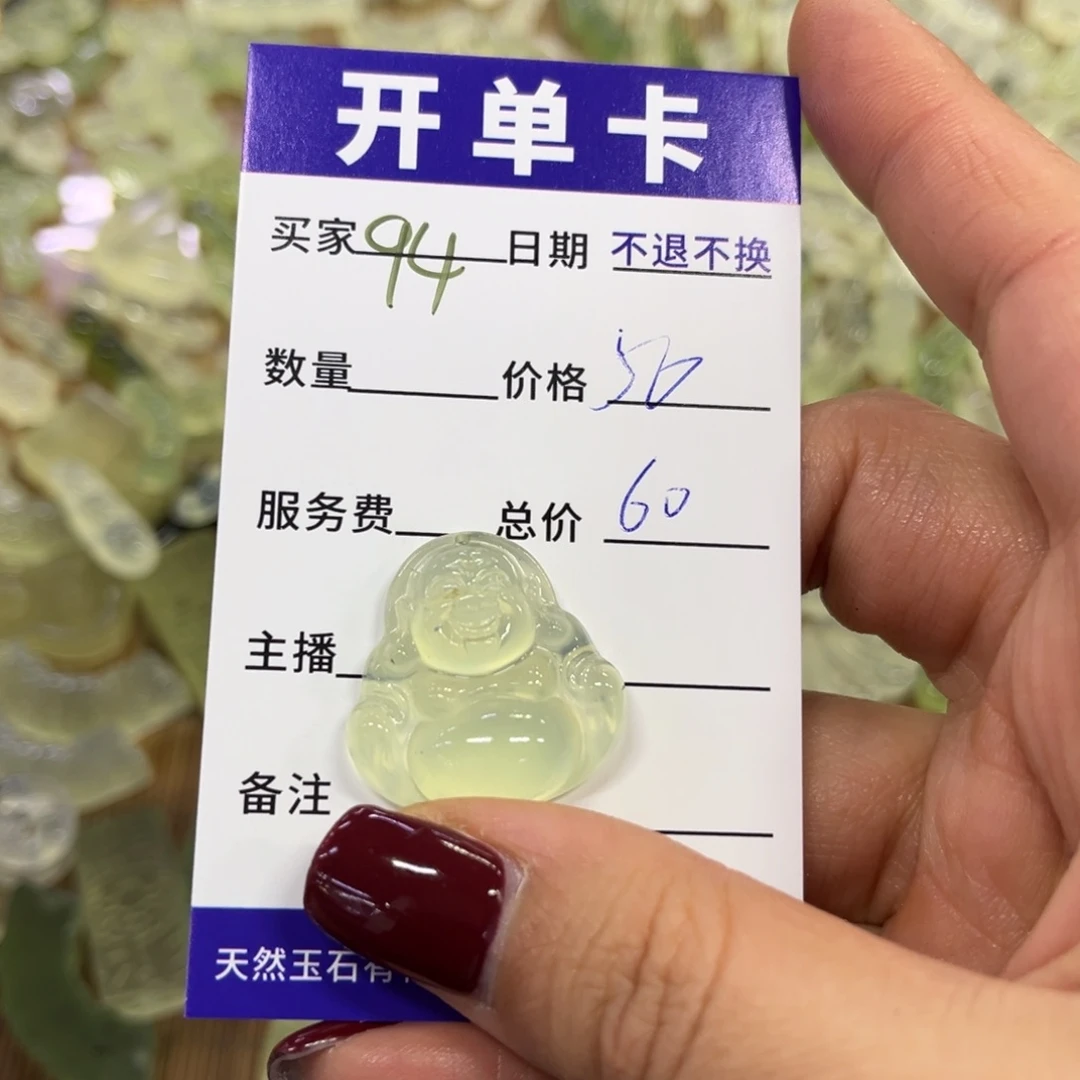 开单卡
买家 94 日期 不退不换
数量 价格 50
服务费 总价 60
主播
备注
天然玉石有